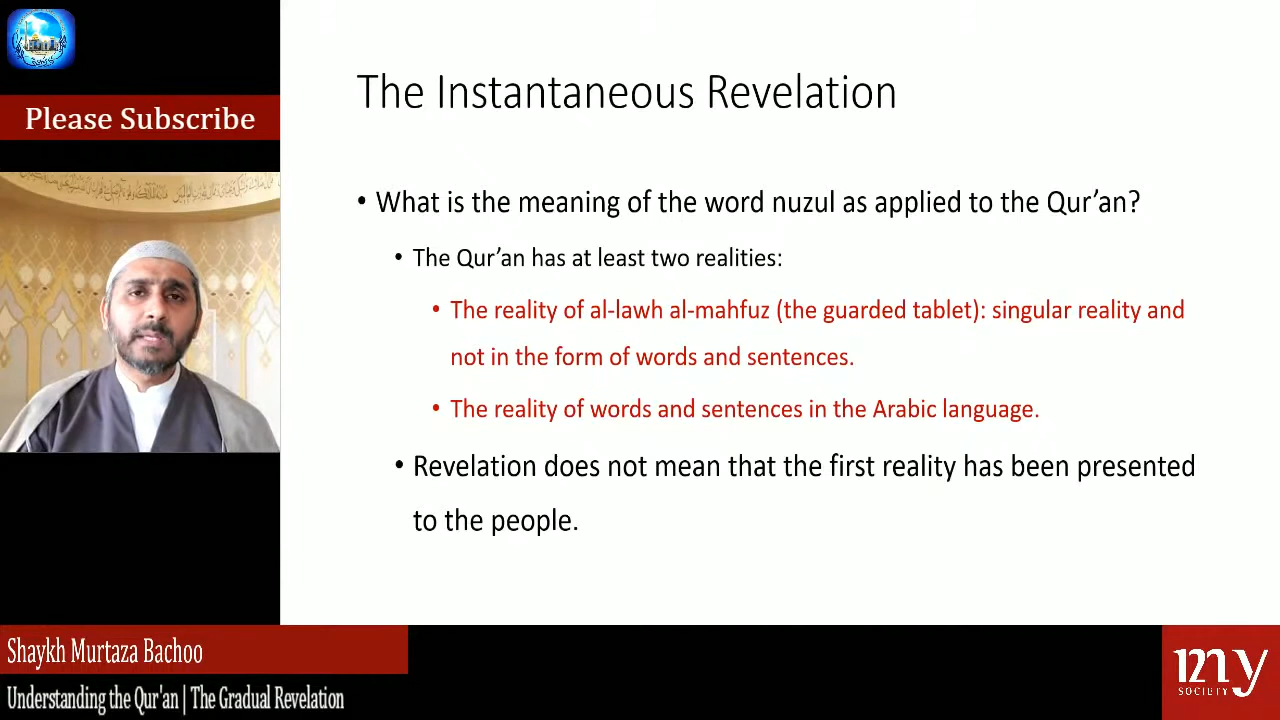 Please Subscribe
The Instantaneous Revelation
• What is the meaning of the word nuzul as applied to the Qur’an?
• The Qur’an has at least two realities:
• The reality of al-lawh al-mahfuz (the guarded tablet): singular reality and
not in the form of words and sentences.
• The reality of words and sentences in the Arabic language.
• Revelation does not mean that the first reality has been presented
to the people.
Shaykh Murtaza Bachoo
Understanding the Qur'an | The Gradual Revelation
my
SOCIETY